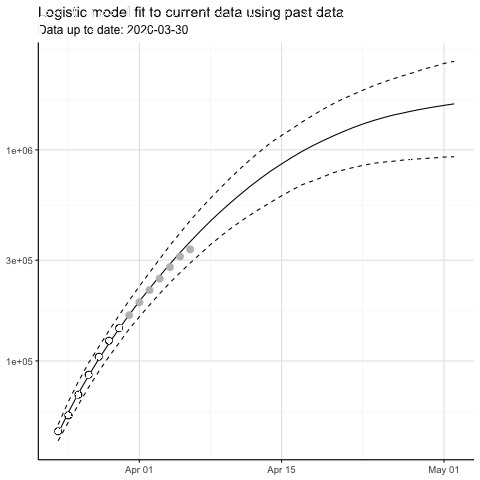 Logistic model fit to current data using past data
Data up to date: 2020-03-30
1e+06
3e+05
1e+05
Apr 01
Apr 15
May 01